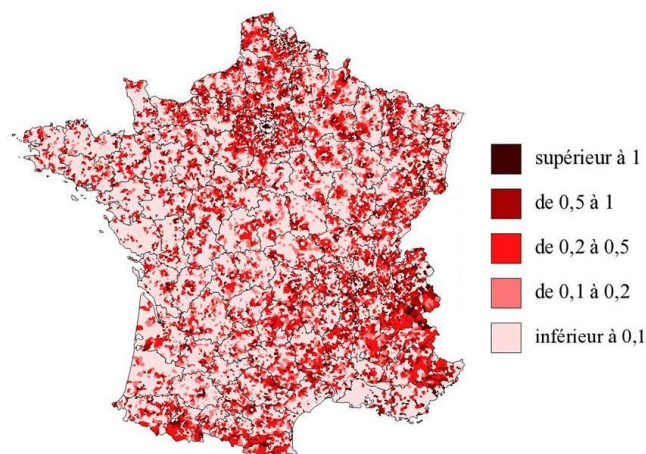 supérieur à 1
de 0,5 à 1
de 0,2 à 0,5
de 0,1 à 0,2
inférieur à 0,1